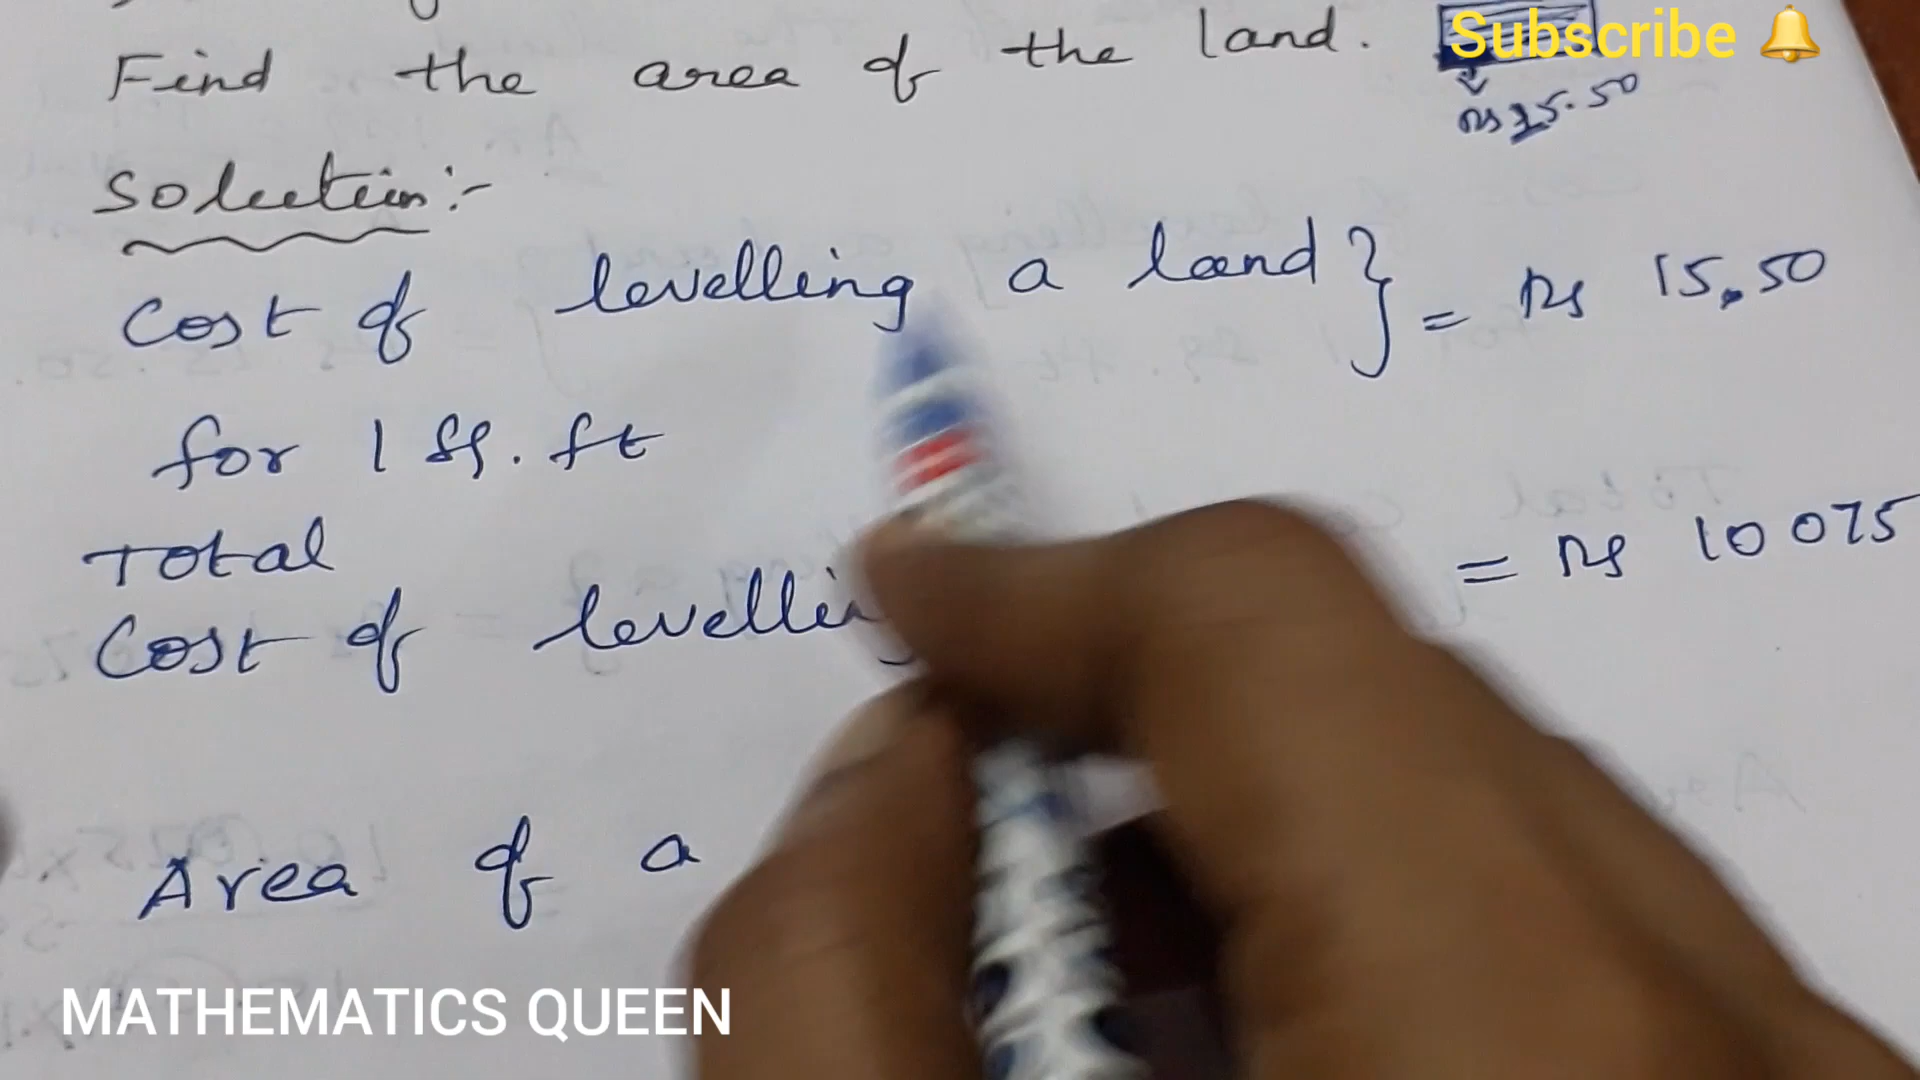 Subscribe
Find the area of the land.
Rs 15.50
Solution:-
Cost of levelling a land } = Rs 15.50
for 1 sq. ft
Total
Cost of levelling = Rs 10075
Area of a
MATHEMATICS QUEEN